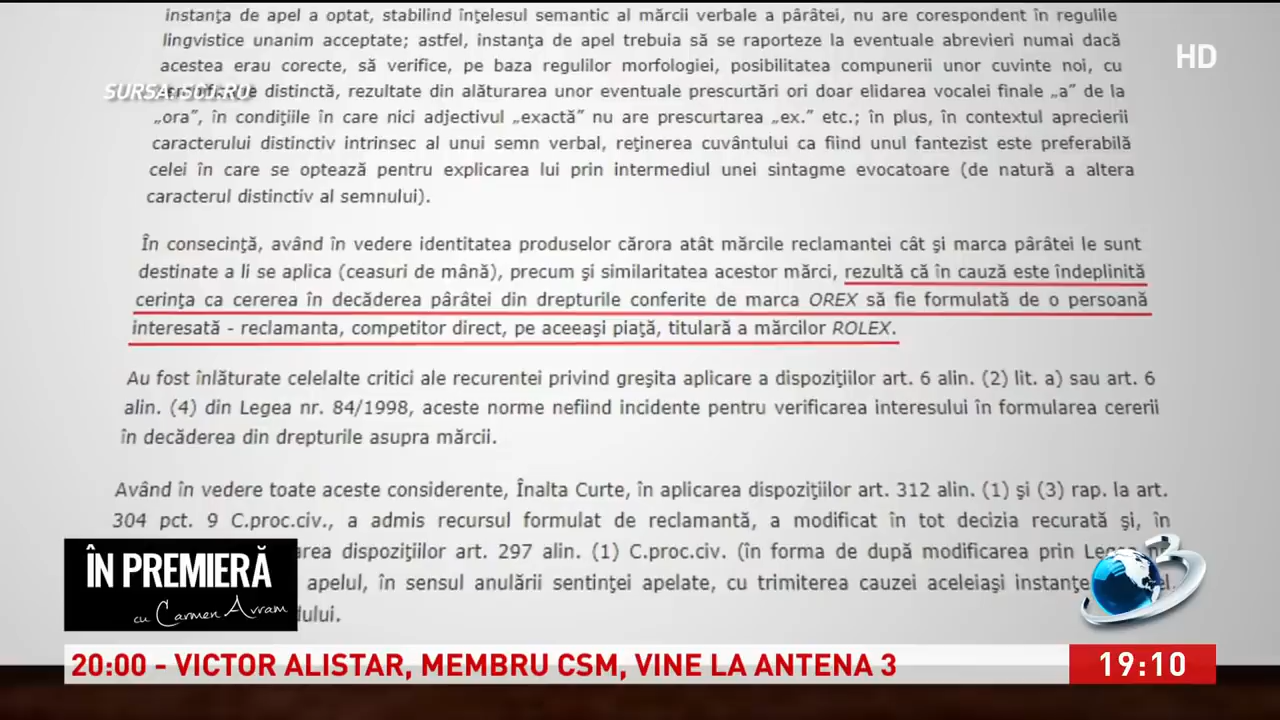 instanţa de apel a optat, stabilind înţelesul semantic al mărcii verbale a pârâtei, nu are corespondent în regulile
lingvistice unanim acceptate; astfel, instanţa de apel trebuia să se raporteze la eventuale abrevieri numai dacă
acestea erau corecte, să verifice, pe baza regulilor morfologiei, posibilitatea compunerii unor cuvinte noi, cu
distinctă, rezultate din alăturarea unor eventuale prescurtări ori doar elidarea vocalei finale „a” de la
„ora”, în condiţiile în care nici adjectivul „exactă” nu are prescurtarea „ex.” etc.; în plus, în contextul aprecierii
caracterului distinctiv intrinsec al unui semn verbal, reţinerea cuvântului ca fiind unul fantezist este preferabilă
celei în care se optează pentru explicarea lui prin intermediul unei sintagme evocatoare (de natură a altera
caracterul distinctiv al semnului).
În consecinţă, având în vedere identitatea produselor cărora atât mărcile reclamantei cât şi marca pârâtei le sunt
destinate a li se aplica (ceasuri de mână), precum şi similaritatea acestor mărci, rezultă că în cauză este îndeplinită
cerinţa ca cererea în decăderea pârâtei din drepturile conferite de marca OREX să fie formulată de o persoană
interesată - reclamanta, competitor direct, pe aceeaşi piaţă, titulară a mărcilor ROLEX.
Au fost înlăturate celelalte critici ale recurentei privind greşita aplicare a dispoziţiilor art. 6 alin. (2) lit. a) sau art. 6
alin. (4) din Legea nr. 84/1998, aceste norme nefiind incidente pentru verificarea interesului în formularea cererii
în decăderea din drepturile asupra mărcii.
Având în vedere toate aceste considerente, Înalta Curte, în aplicarea dispoziţiilor art. 312 alin. (1) şi (3) rap. la art.
304 pct. 9 C.proc.civ., a admis recursul formulat de reclamantă, a modificat în tot decizia recurată şi, în
dispoziţiilor art. 297 alin. (1) C.proc.civ. (în forma de după modificarea prin
apelul, în sensul anulării sentinţei apelate, cu trimiterea cauzei aceleiaşi
HD
ÎN PREMIERĂ
cu Carmen Avram
3
20:00 - VICTOR ALISTAR, MEMBRU CSM, VINE LA ANTENA 3
19:10